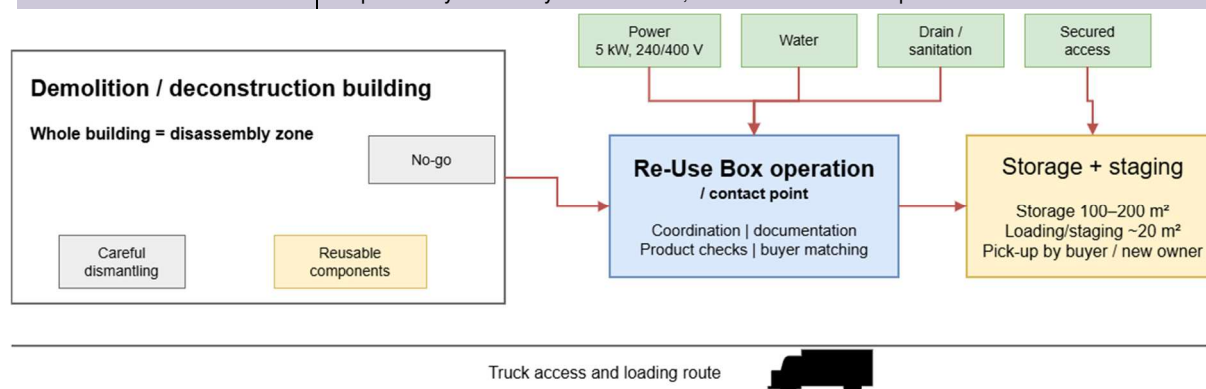 Power
5 kW, 240/400 V
Water
Drain /
sanitation
Secured
access
Demolition / deconstruction building
Whole building = disassembly zone
No-go
Careful
dismantling
Reusable
components
Re-Use Box operation
/ contact point
Coordination | documentation
Product checks | buyer matching
Storage + staging
Storage 100–200 m²
Loading/staging ~20 m²
Pick-up by buyer / new owner
Truck access and loading route